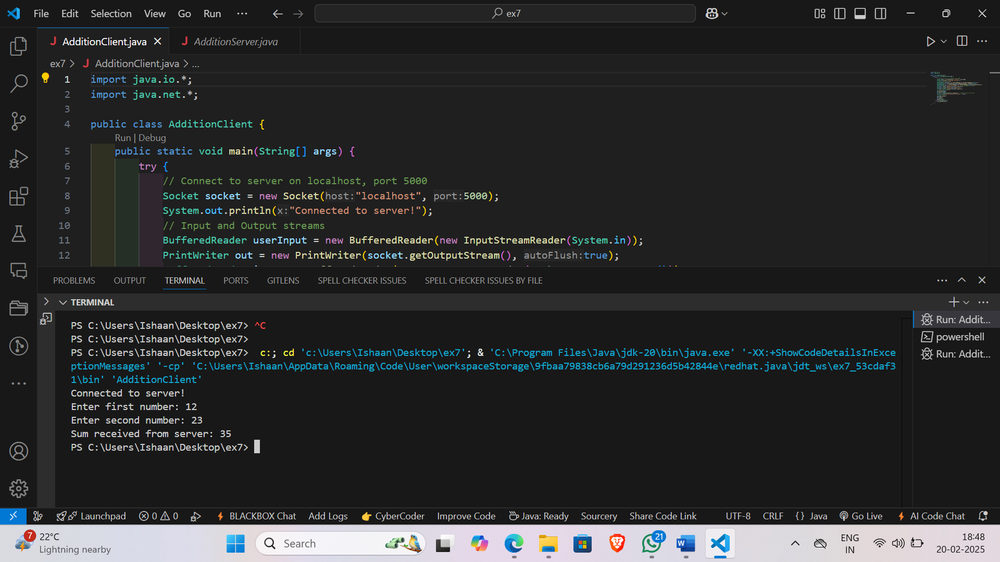 File Edit Selection View Go Run ... ex7
AdditionClient.java AdditionServer.java
ex7 > AdditionClient.java > ...
1 import java.io.*;
2 import java.net.*;
3
4 public class AdditionClient {
Run | Debug
5 public static void main(String[] args) {
6 try {
7 // Connect to server on localhost, port 5000
8 Socket socket = new Socket(host:"localhost", port:5000);
9 System.out.println(x:"Connected to server!");
10 // Input and Output streams
11 BufferedReader userInput = new BufferedReader(new InputStreamReader(System.in));
12 PrintWriter out = new PrintWriter(socket.getOutputStream(), autoFlush:true);
PROBLEMS OUTPUT TERMINAL PORTS GITLENS SPELL CHECKER ISSUES SPELL CHECKER ISSUES BY FILE
TERMINAL
PS C:\Users\Ishaan\Desktop\ex7> ^C
PS C:\Users\Ishaan\Desktop\ex7>
PS C:\Users\Ishaan\Desktop\ex7> c:; cd 'c:\Users\Ishaan\Desktop\ex7'; & 'C:\Program Files\Java\jdk-20\bin\java.exe' '-XX:+ShowCodeDetailsInExce
ptionMessages' '-cp' 'C:\Users\Ishaan\AppData\Roaming\Code\User\workspaceStorage\9fbaa79838cb6a79d291236d5b42844e\redhat.java\jdt_ws\ex7_53cdaf3
1\bin' 'AdditionClient'
Connected to server!
Enter first number: 12
Enter second number: 23
Sum received from server: 35
PS C:\Users\Ishaan\Desktop\ex7>
Run: Addit...
powershell
Run: Addit...
Launchpad 0 0 BLACKBOX Chat Add Logs CyberCoder Improve Code Java: Ready Sourcery Share Code Link UTF-8 CRLF {} Java Go Live AI Code Chat
7 22°C
Lightning nearby
Search
21
ENG
IN
18:48
20-02-2025